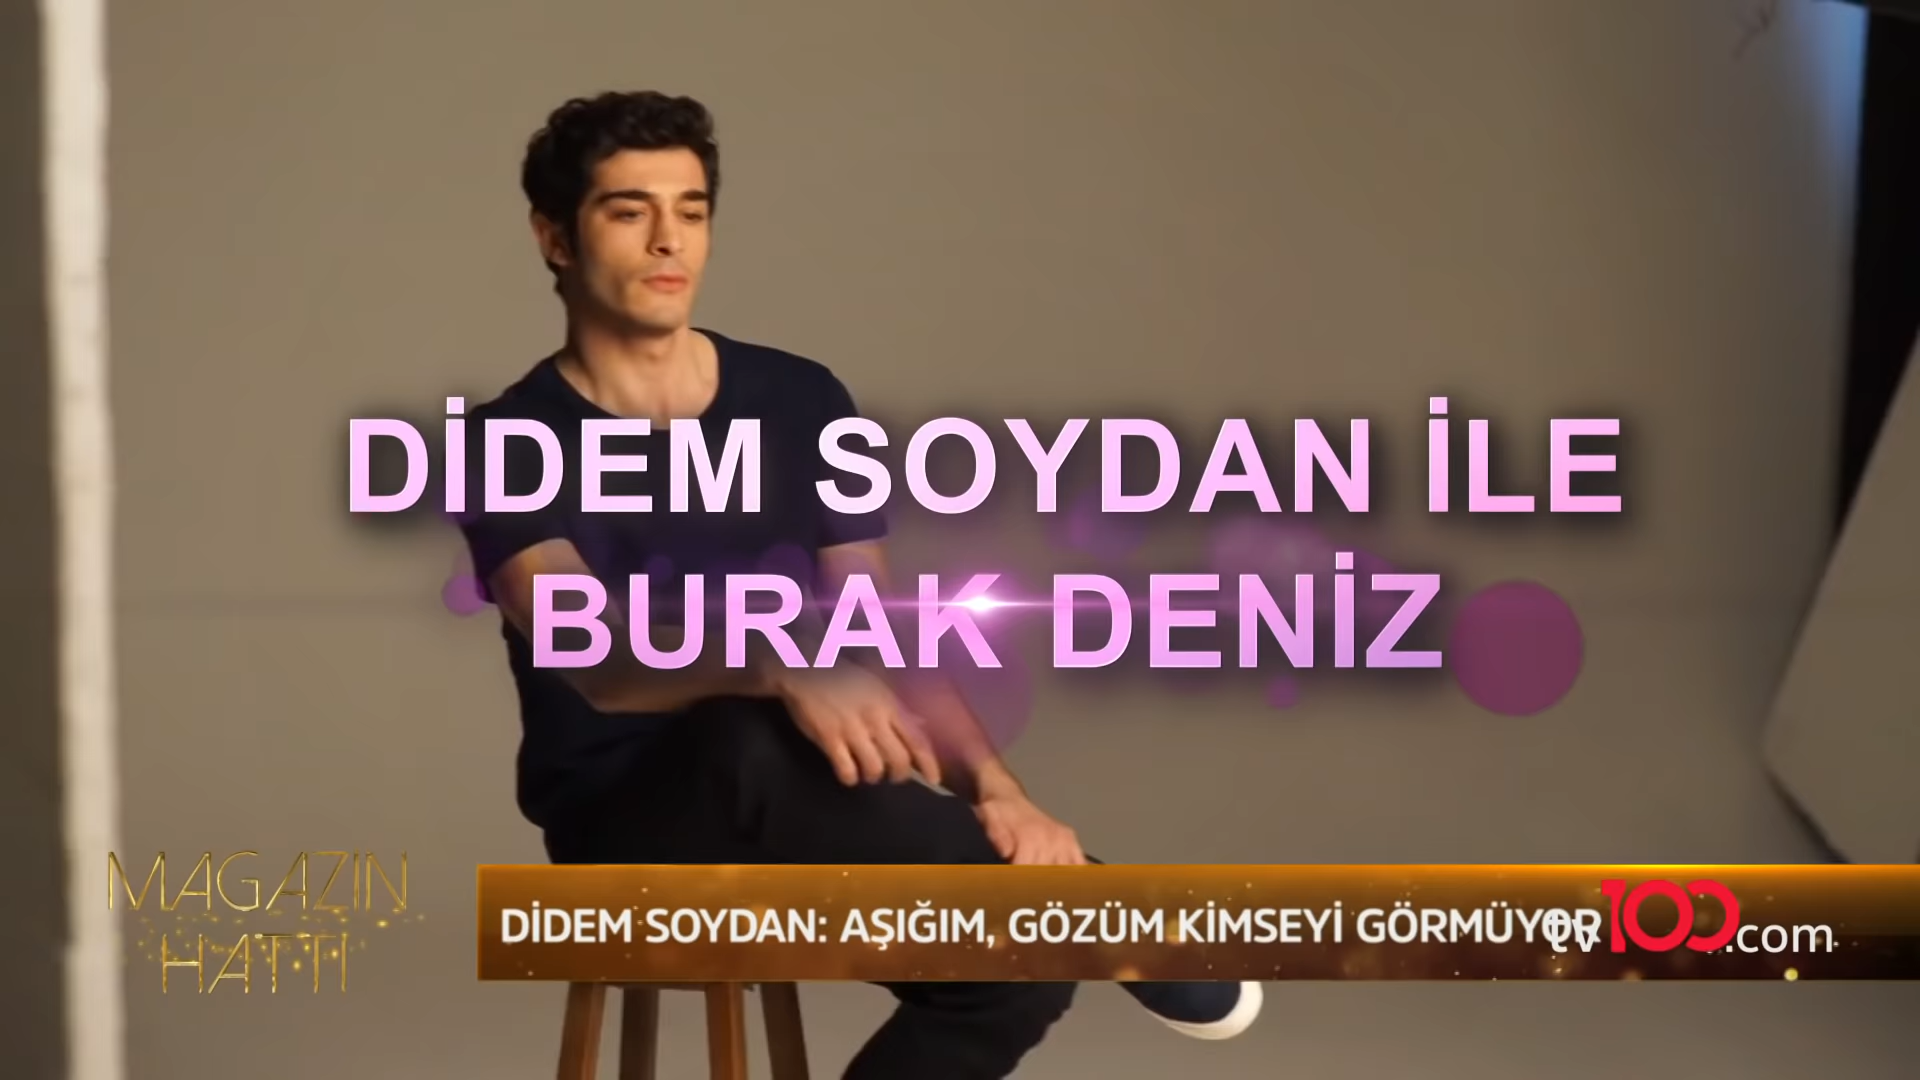 DİDEM SOYDAN İLE
BURAK DENİZ
MAGAZIN
HATTI
DİDEM SOYDAN: AŞIĞIM, GÖZÜM KİMSEYİ GÖRMÜYOR
tv100.com